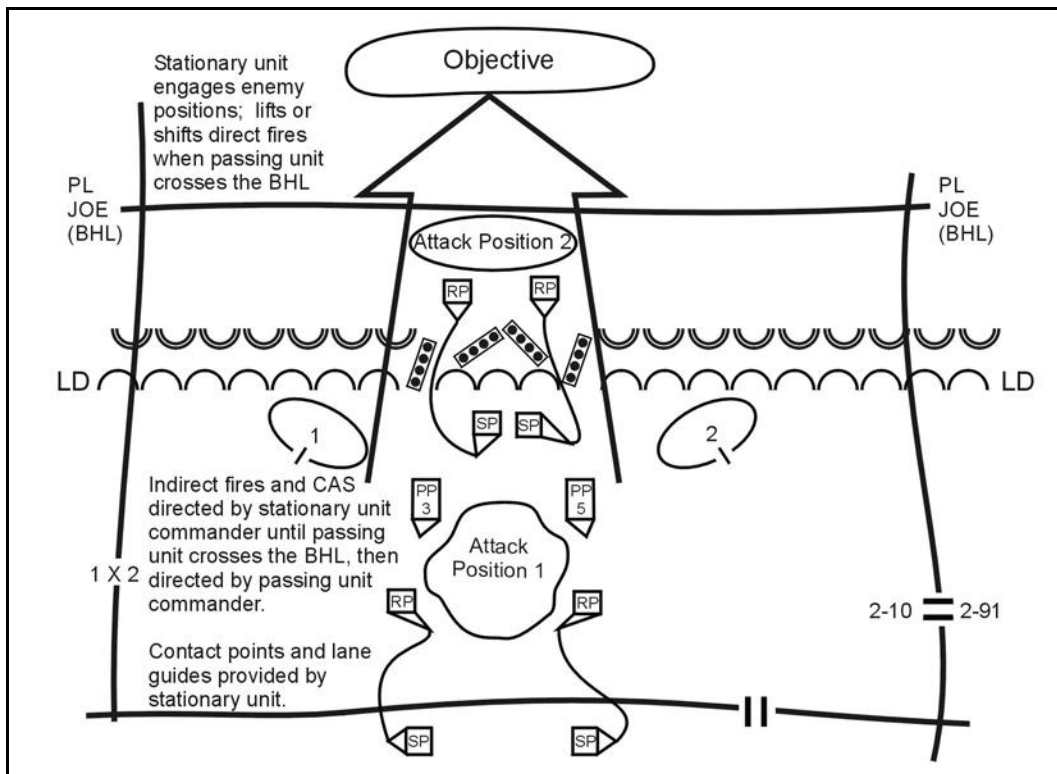 Objective
Stationary unit
engages enemy
positions; lifts or
shifts direct fires
when passing unit
crosses the BHL
PL
JOE
(BHL)
PL
JOE
(BHL)
Attack Position 2
RP
RP
LD
LD
SP
SP
1
2
PP
3
PP
5
Indirect fires and CAS
directed by stationary unit
commander until passing
unit crosses the BHL, then
directed by passing unit
commander.
Attack
Position 1
1 X 2
RP
RP
2-10
2-91
Contact points and lane
guides provided by
stationary unit.
SP
SP